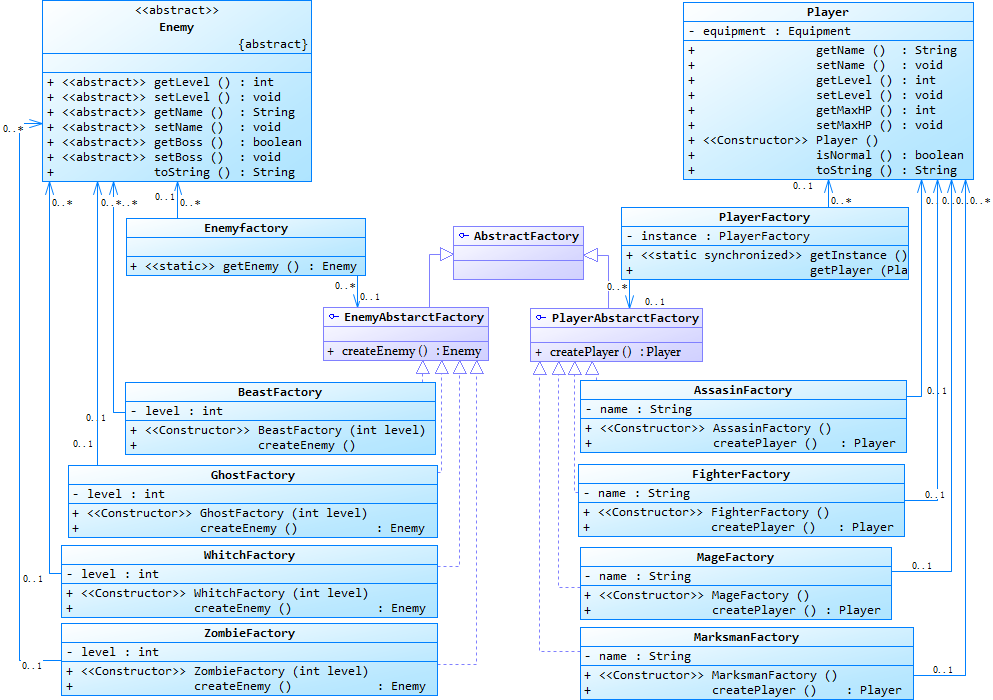 <<abstract>>
Enemy
{abstract}
+ <<abstract>> getLevel () : int
+ <<abstract>> setLevel () : void
+ <<abstract>> getName () : String
+ <<abstract>> setName () : void
+ <<abstract>> getBoss () : boolean
+ <<abstract>> setBoss () : void
+ toString () : String
Player
- equipment : Equipment
+ getName () : String
+ setName () : void
+ getLevel () : int
+ setLevel () : void
+ getMaxHP () : int
+ setMaxHP () : void
+ <<Constructor>> Player ()
+ isNormal () : boolean
+ toString () : String
0..*
0..*
0..*..*
0..1
0..*
0..1
0..*
0..0..0..0..*
Enemyfactory
+ <<static>> getEnemy () : Enemy
AbstractFactory
PlayerFactory
- instance : PlayerFactory
+ <<static synchronized>> getInstance ()
+ getPlayer (Pla
0..*
0..1
0..*
0..1
EnemyAbstarctFactory
+ createEnemy () : Enemy
PlayerAbstarctFactory
+ createPlayer () : Player
BeastFactory
- level : int
+ <<Constructor>> BeastFactory (int level)
+ createEnemy ()
0..1
0..1
GhostFactory
- level : int
+ <<Constructor>> GhostFactory (int level)
+ createEnemy () : Enemy
WhitchFactory
- level : int
+ <<Constructor>> WhitchFactory (int level)
+ createEnemy () : Enemy
0..1
ZombieFactory
- level : int
+ <<Constructor>> ZombieFactory (int level)
+ createEnemy () : Enemy
0..1
AssasinFactory
- name : String
+ <<Constructor>> AssasinFactory ()
+ createPlayer () : Player
0..1
FighterFactory
- name : String
+ <<Constructor>> FighterFactory ()
+ createPlayer () : Player
0..1
MageFactory
- name : String
+ <<Constructor>> MageFactory ()
+ createPlayer () : Player
0..1
MarksmanFactory
- name : String
+ <<Constructor>> MarksmanFactory ()
+ createPlayer () : Player
0..1